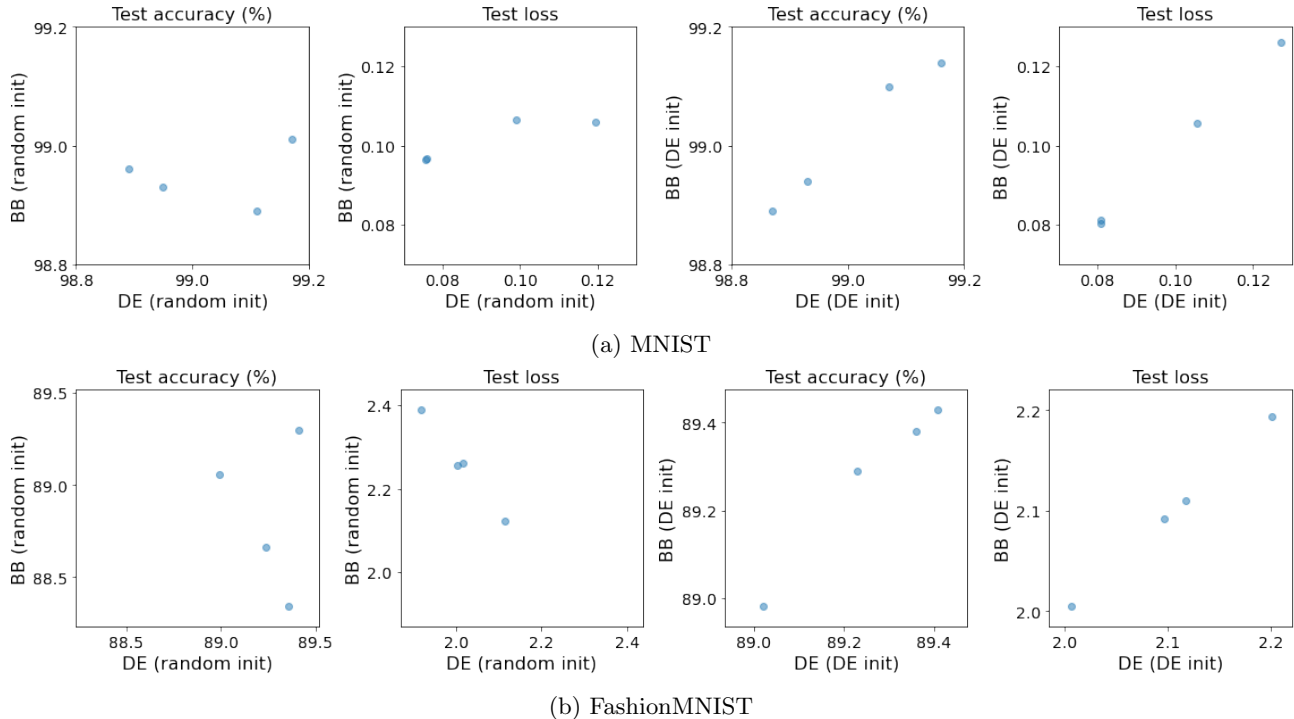 Test accuracy (%)
99.2
99.0
98.8
BB (random init)
98.8 99.0 99.2
DE (random init)
Test loss
0.12
0.10
0.08
BB (random init)
0.08 0.10 0.12
DE (random init)
Test accuracy (%)
99.2
99.0
98.8
BB (DE init)
98.8 99.0 99.2
DE (DE init)
Test loss
0.12
0.10
0.08
BB (DE init)
0.08 0.10 0.12
DE (DE init)
(a) MNIST
Test accuracy (%)
89.5
89.0
88.5
BB (random init)
88.5 89.0 89.5
DE (random init)
Test loss
2.4
2.2
2.0
BB (random init)
2.0 2.2 2.4
DE (random init)
Test accuracy (%)
89.4
89.2
89.0
BB (DE init)
89.0 89.2 89.4
DE (DE init)
Test loss
2.2
2.1
2.0
BB (DE init)
2.0 2.1 2.2
DE (DE init)
(b) FashionMNIST